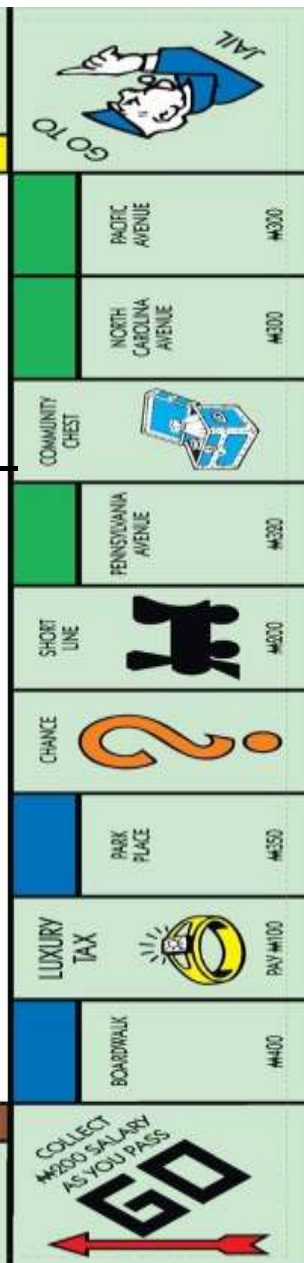 GO TO
JAIL
PACIFIC
AVENUE
₩300
NORTH
CAROLINA
AVENUE
₩300
COMMUNITY
CHEST
PENNSYLVANIA
AVENUE
₩320
SHORT
LINE
₩200
CHANCE
?
PARK
PLACE
₩350
LUXURY
TAX
PAY ₩100
BOARDWALK
₩400
COLLECT
₩200 SALARY
AS YOU PASS
GO